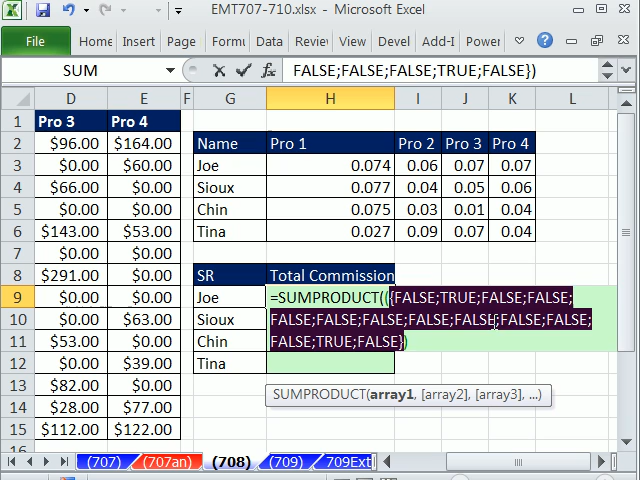 EMT707-710.xlsx - Microsoft Excel
File Home Insert Page Formu Data Reviev View Devel Add-I Power
SUM fx FALSE;FALSE;FALSE;TRUE;FALSE})
D E F G H I J K L
1 Pro 3 Pro 4
2 $96.00 $164.00 Name Pro 1 Pro 2 Pro 3 Pro 4
3 $0.00 $60.00 Joe 0.074 0.06 0.07 0.07
4 $66.00 $0.00 Sioux 0.077 0.04 0.05 0.06
5 $0.00 $0.00 Chin 0.075 0.03 0.01 0.04
6 $143.00 $53.00 Tina 0.027 0.09 0.07 0.04
7 $0.00 $0.00
8 $291.00 $0.00 SR Total Commission
9 $0.00 $0.00 Joe =SUMPRODUCT(({FALSE;TRUE;FALSE;FALSE;
10 $0.00 $63.00 Sioux FALSE;FALSE;FALSE;FALSE;FALSE;FALSE;FALSE;
11 $53.00 $0.00 Chin FALSE;TRUE;FALSE})
12 $0.00 $39.00 Tina
13 $82.00 $0.00 SUMPRODUCT(array1, [array2], [array3], ...)
14 $28.00 $77.00
15 $112.00 $122.00
16
(707) (707an) (708) (709) 709Ext